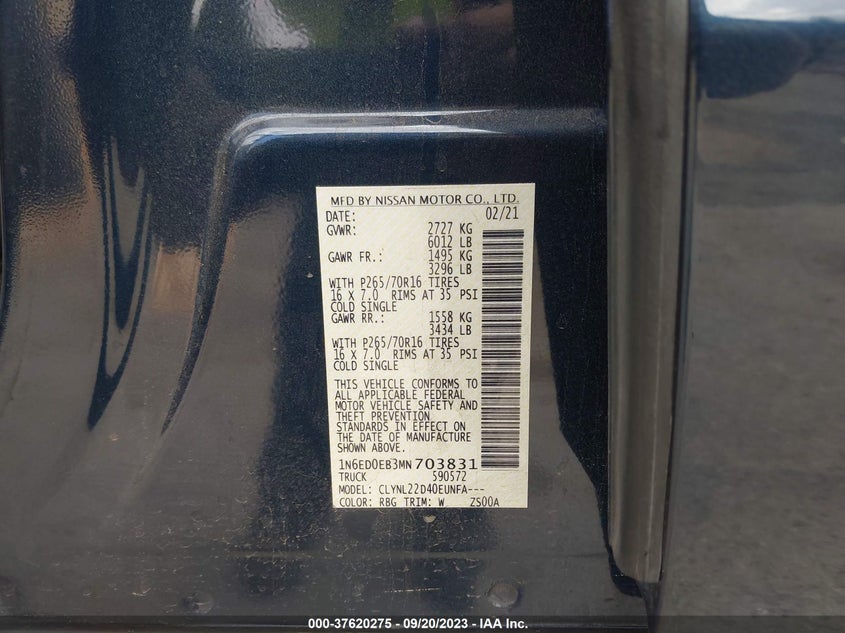 MFD BY NISSAN MOTOR CO., LTD.
DATE: 02/21
GVWR: 2727 KG
6012 LB
GAWR FR.: 1495 KG
3296 LB
WITH P265/70R16 TIRES
16 X 7.0 RIMS AT 35 PSI
COLD SINGLE
GAWR RR.: 1558 KG
3434 LB
WITH P265/70R16 TIRES
16 X 7.0 RIMS AT 35 PSI
COLD SINGLE
THIS VEHICLE CONFORMS TO
ALL APPLICABLE FEDERAL
MOTOR VEHICLE SAFETY AND
THEFT PREVENTION
STANDARDS IN EFFECT ON
THE DATE OF MANUFACTURE
SHOWN ABOVE.
1N6ED0EB3MN703831
TRUCK 590572
MODEL: CLYNL22D40EUNFA---
COLOR: RBG TRIM: W ZS00A
000-37620275 - 09/20/2023 - IAA Inc.